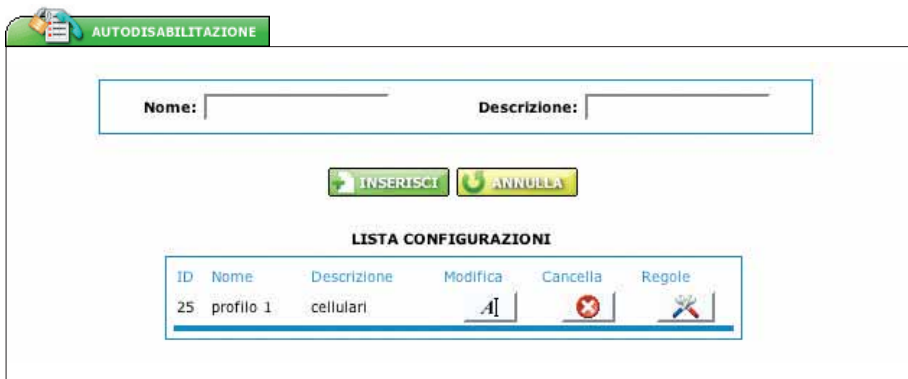 AUTODISABILITAZIONE
Nome: Descrizione:
INSERISCI ANNULLA
LISTA CONFIGURAZIONI
ID Nome Descrizione Modifica Cancella Regole
25 profilo 1 cellulari